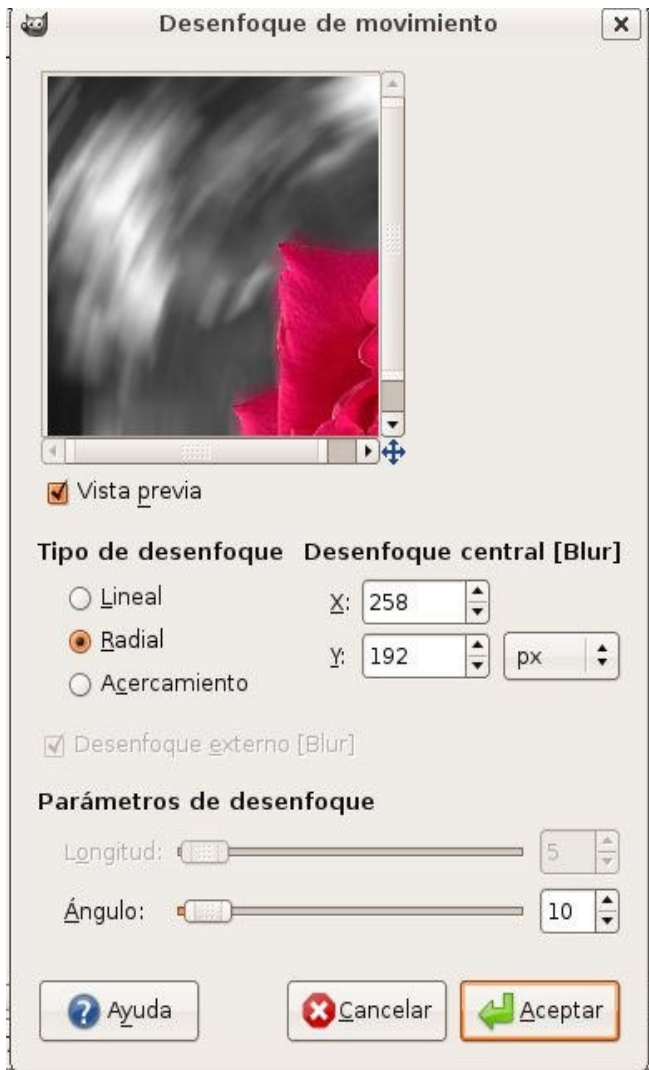 Desenfoque de movimiento
Vista previa
Tipo de desenfoque
Lineal
Radial
Acercamiento
Desenfoque central [Blur]
X: 258
Y: 192 px
Desenfoque externo [Blur]
Parámetros de desenfoque
Longitud: 5
Ángulo: 10
Ayuda Cancelar Aceptar